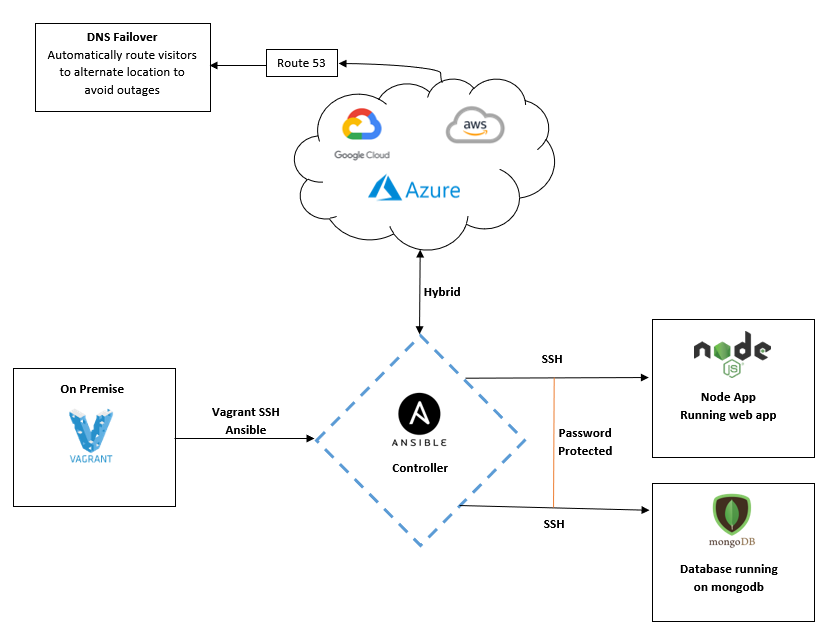 DNS Failover
Automatically route visitors
to alternate location to
avoid outages
Route 53
Google Cloud
aws
Azure
Hybrid
On Premise
VAGRANT
Vagrant SSH
Ansible
ANSIBLE
Controller
SSH
Password
Protected
SSH
node
JS
Node App
Running web app
mongoDB
Database running
on mongodb